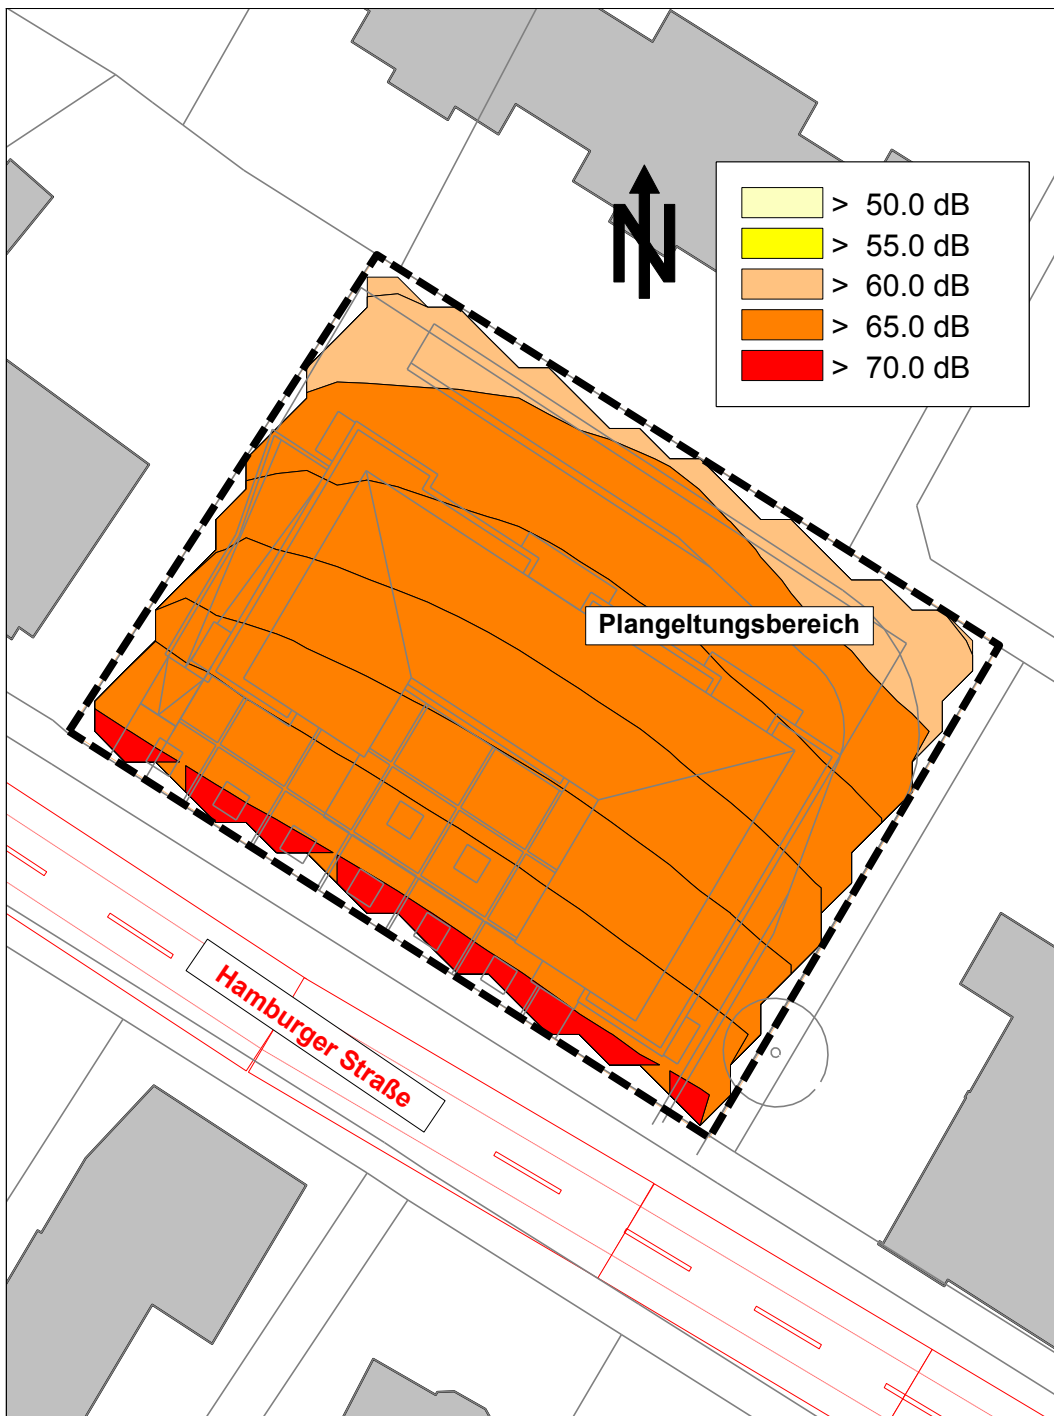 N
> 50.0 dB
> 55.0 dB
> 60.0 dB
> 65.0 dB
> 70.0 dB
Plangeltungsbereich
Hamburger Straße